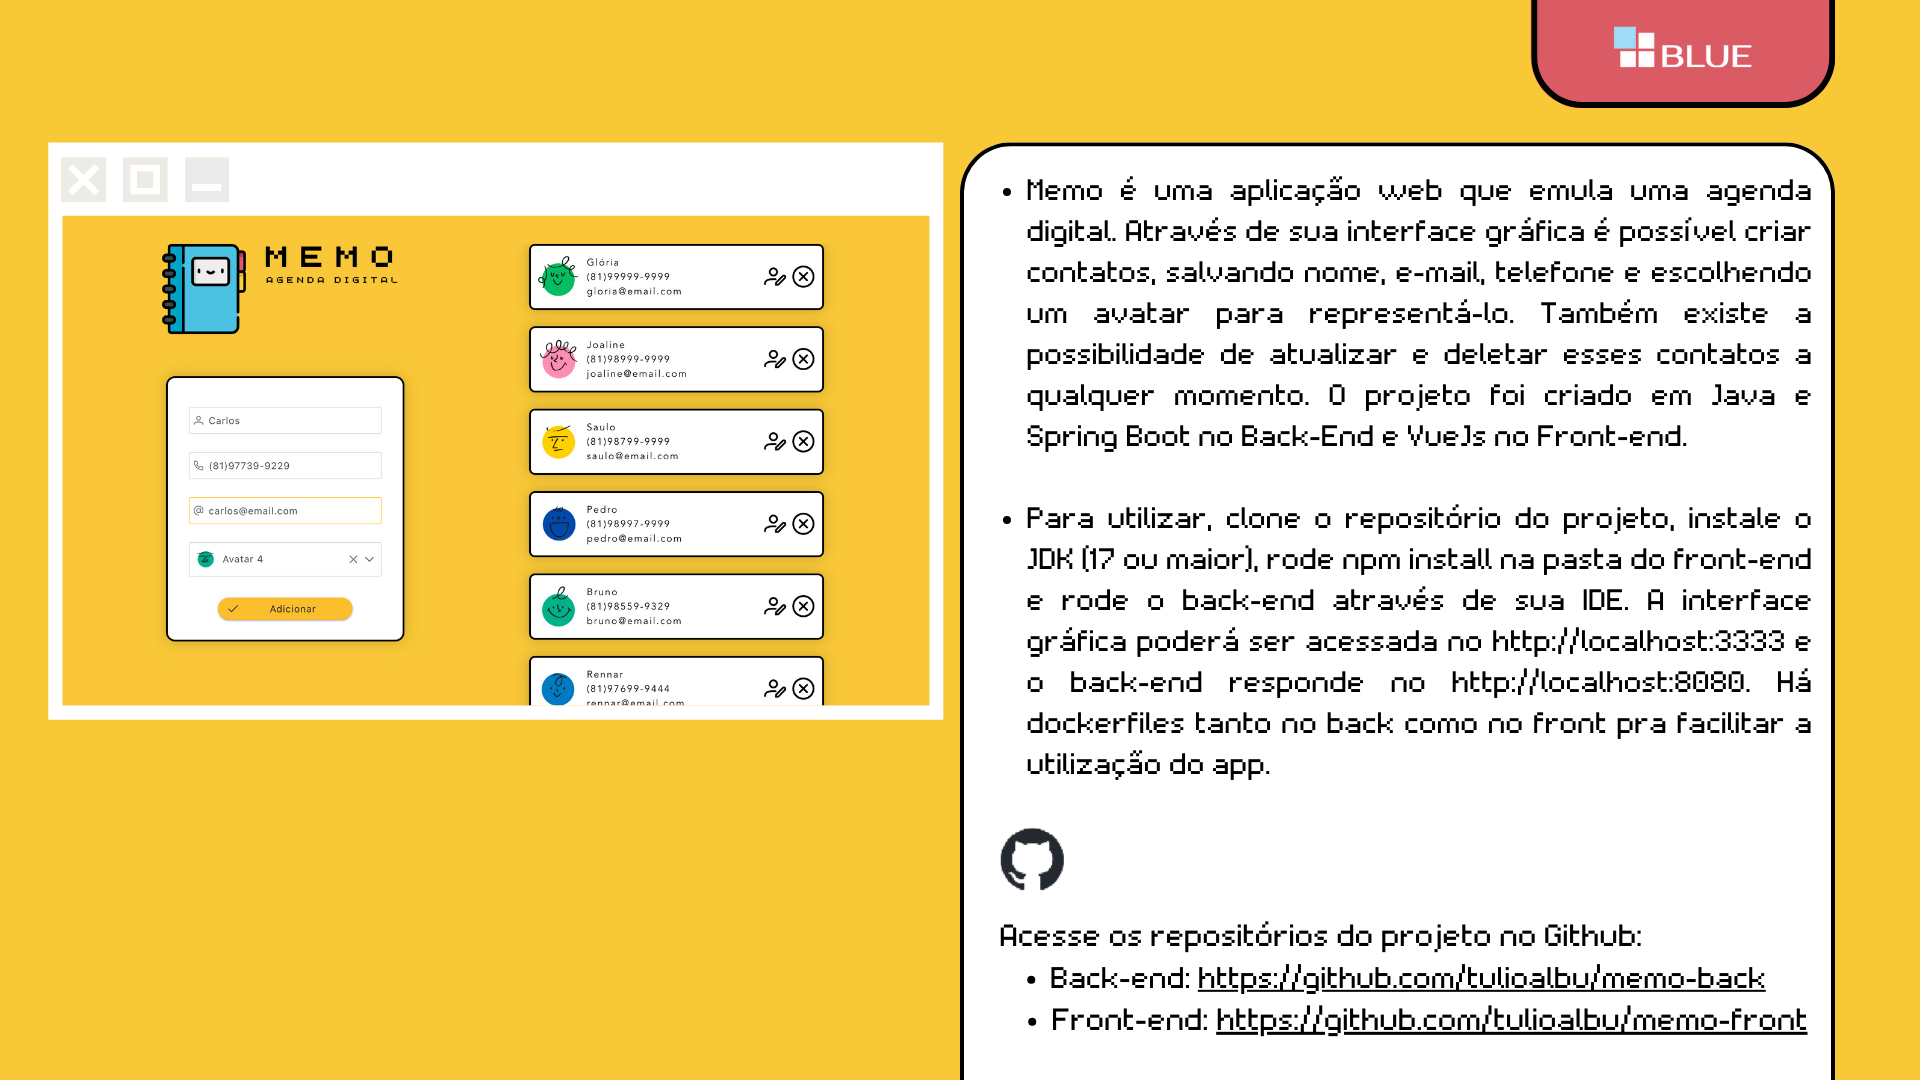 BLUE
MEMO
AGENDA DIGITAL
Carlos
(81)97739-9229
carlos@email.com
Avatar 4
Adicionar
Glória
(81)99999-9999
gloria@email.com
Joaline
(81)98999-9999
joaline@email.com
Saulo
(81)98799-9999
saulo@email.com
Pedro
(81)98997-9999
pedro@email.com
Bruno
(81)98559-9329
bruno@email.com
Rennar
(81)97699-9444
rennar@email.com
• Memo é uma aplicação web que emula uma agenda
digital. Através de sua interface gráfica é possível criar
contatos, salvando nome, e-mail, telefone e escolhendo
um avatar para representá-lo. Também existe a
possibilidade de atualizar e deletar esses contatos a
qualquer momento. O projeto foi criado em Java e
Spring Boot no Back-End e VueJs no Front-end.
• Para utilizar, clone o repositório do projeto, instale o
JDK (17 ou maior), rode npm install na pasta do front-end
e rode o back-end através de sua IDE. A interface
gráfica poderá ser acessada no http://localhost:3333 e
o back-end responde no http://localhost:8080. Há
dockerfiles tanto no back como no front pra facilitar a
utilização do app.
Acesse os repositórios do projeto no Github:
• Back-end: https://github.com/tulioalbu/memo-back
• Front-end: https://github.com/tulioalbu/memo-front